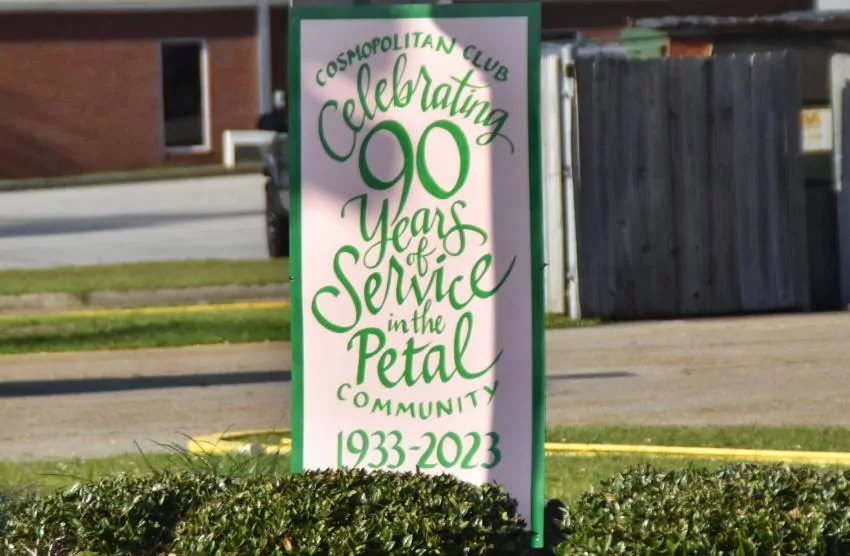 COSMOPOLITAN CLUB
Celebrating
90
Years
of
Service
in the
Petal
COMMUNITY
1933-2023